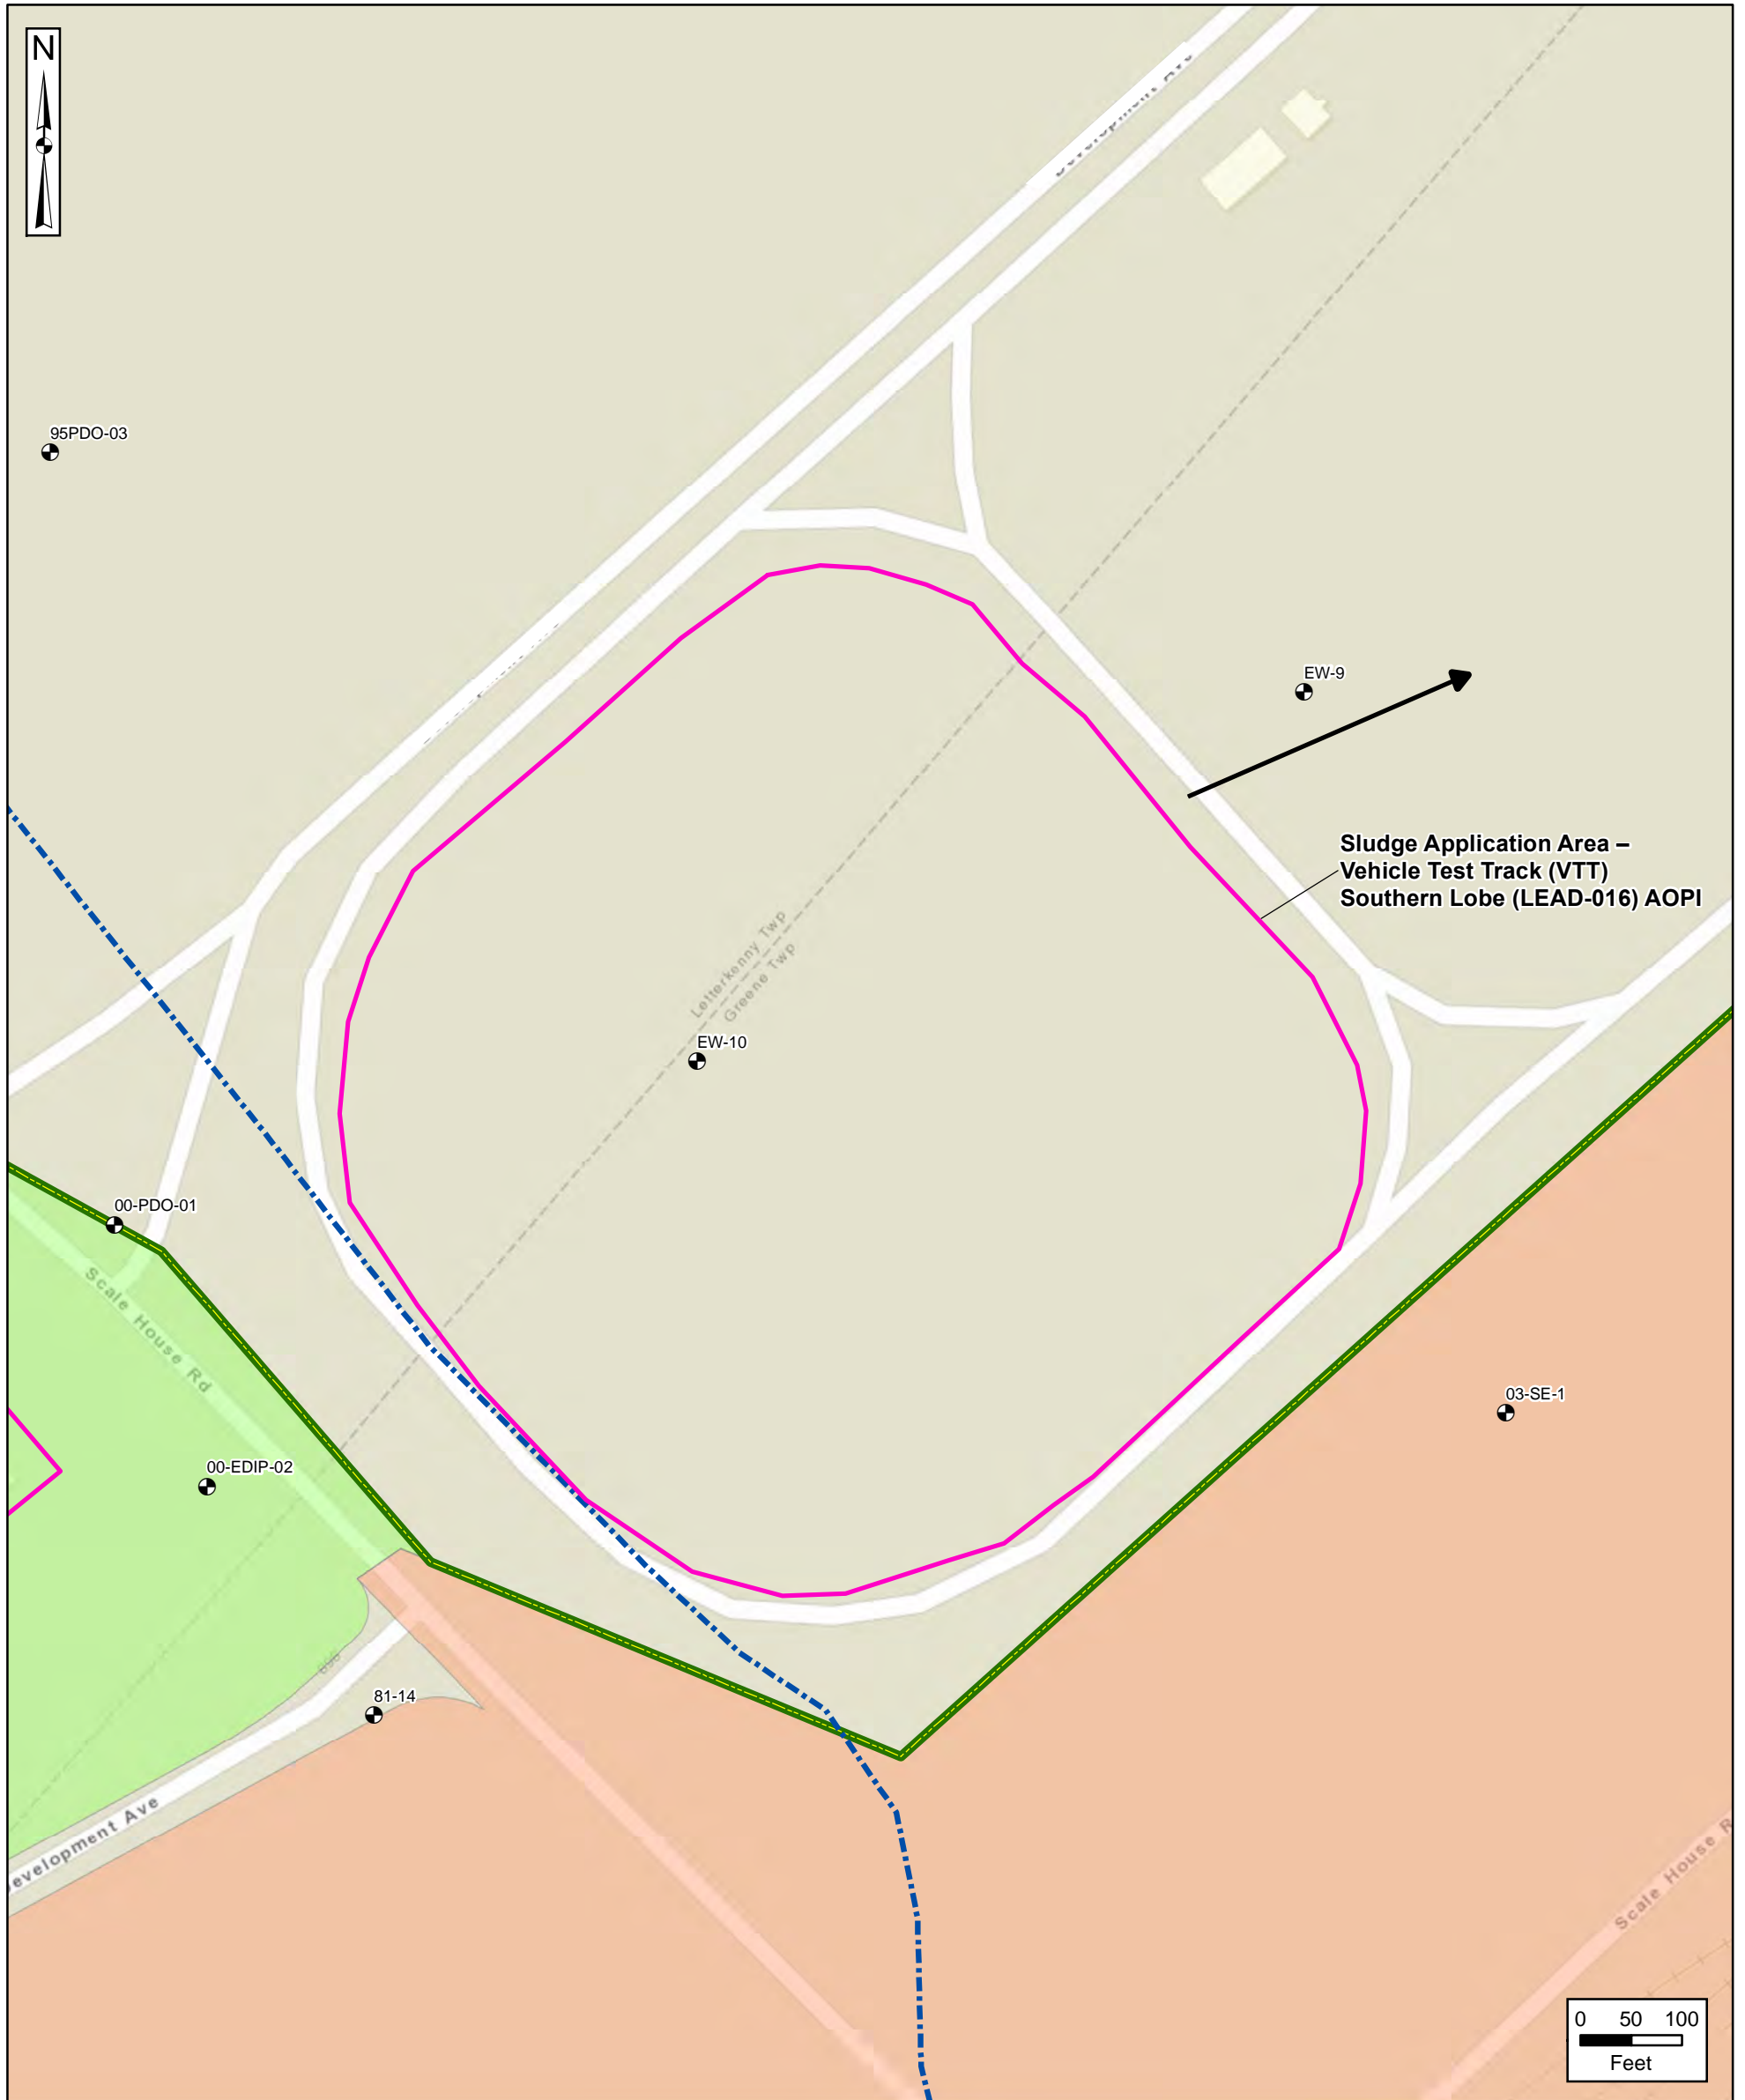 N
95PDO-03
EW-9
Sludge Application Area –
Vehicle Test Track (VTT)
Southern Lobe (LEAD-016) AOPI
Letterkenny Twp
Greene Twp
EW-10
00-PDO-01
Scale House Rd
03-SE-1
00-EDIP-02
81-14
Development Ave
Scale House R
0 50 100
Feet